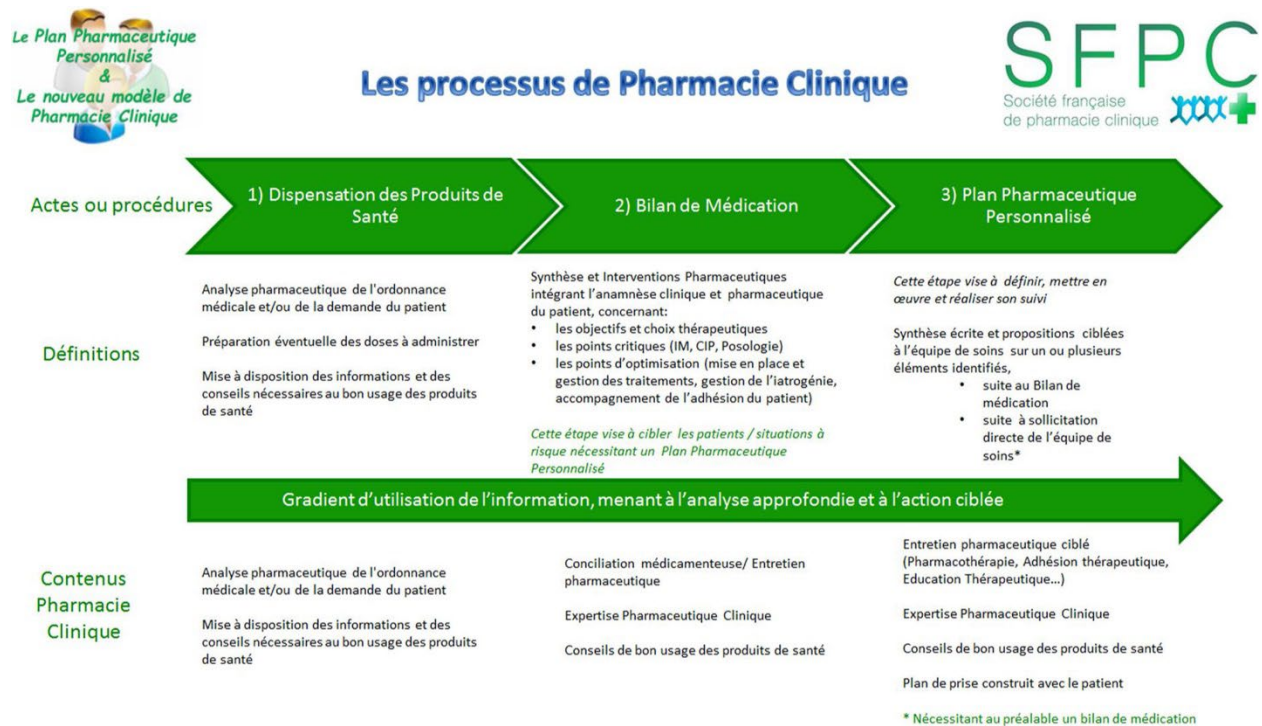 Le Plan Pharmaceutique
Personnalisé
&
Le nouveau modèle de
Pharmacie Clinique
Les processus de Pharmacie Clinique
SFPC
Société française
de pharmacie clinique
Actes ou procédures
1) Dispensation des Produits de
Santé
2) Bilan de Médication
3) Plan Pharmaceutique
Personnalisé
Définitions
Analyse pharmaceutique de l'ordonnance
médicale et/ou de la demande du patient
Préparation éventuelle des doses à administrer
Mise à disposition des informations et des
conseils nécessaires au bon usage des produits
de santé
Synthèse et Interventions Pharmaceutiques
intégrant l'anamnèse clinique et pharmaceutique
du patient, concernant:
• les objectifs et choix thérapeutiques
• les points critiques (IM, CIP, Posologie)
• les points d'optimisation (mise en place et
gestion des traitements, gestion de l'iatrogénie,
accompagnement de l'adhésion du patient)
Cette étape vise à cibler les patients / situations à
risque nécessitant un Plan Pharmaceutique
Personnalisé
Cette étape vise à définir, mettre en
œuvre et réaliser son suivi
Synthèse écrite et propositions ciblées
à l'équipe de soins sur un ou plusieurs
éléments identifiés,
• suite au Bilan de
médication
• suite à sollicitation
directe de l'équipe de
soins*
Gradient d'utilisation de l'information, menant à l'analyse approfondie et à l'action ciblée
Contenus
Pharmacie
Clinique
Analyse pharmaceutique de l'ordonnance
médicale et/ou de la demande du patient
Mise à disposition des informations et des
conseils nécessaires au bon usage des produits
de santé
Conciliation médicamenteuse/ Entretien
pharmaceutique
Expertise Pharmaceutique Clinique
Conseils de bon usage des produits de santé
Entretien pharmaceutique ciblé
(Pharmacothérapie, Adhésion thérapeutique,
Education Thérapeutique...)
Expertise Pharmaceutique Clinique
Conseils de bon usage des produits de santé
Plan de prise construit avec le patient
* Nécessitant au préalable un bilan de médication